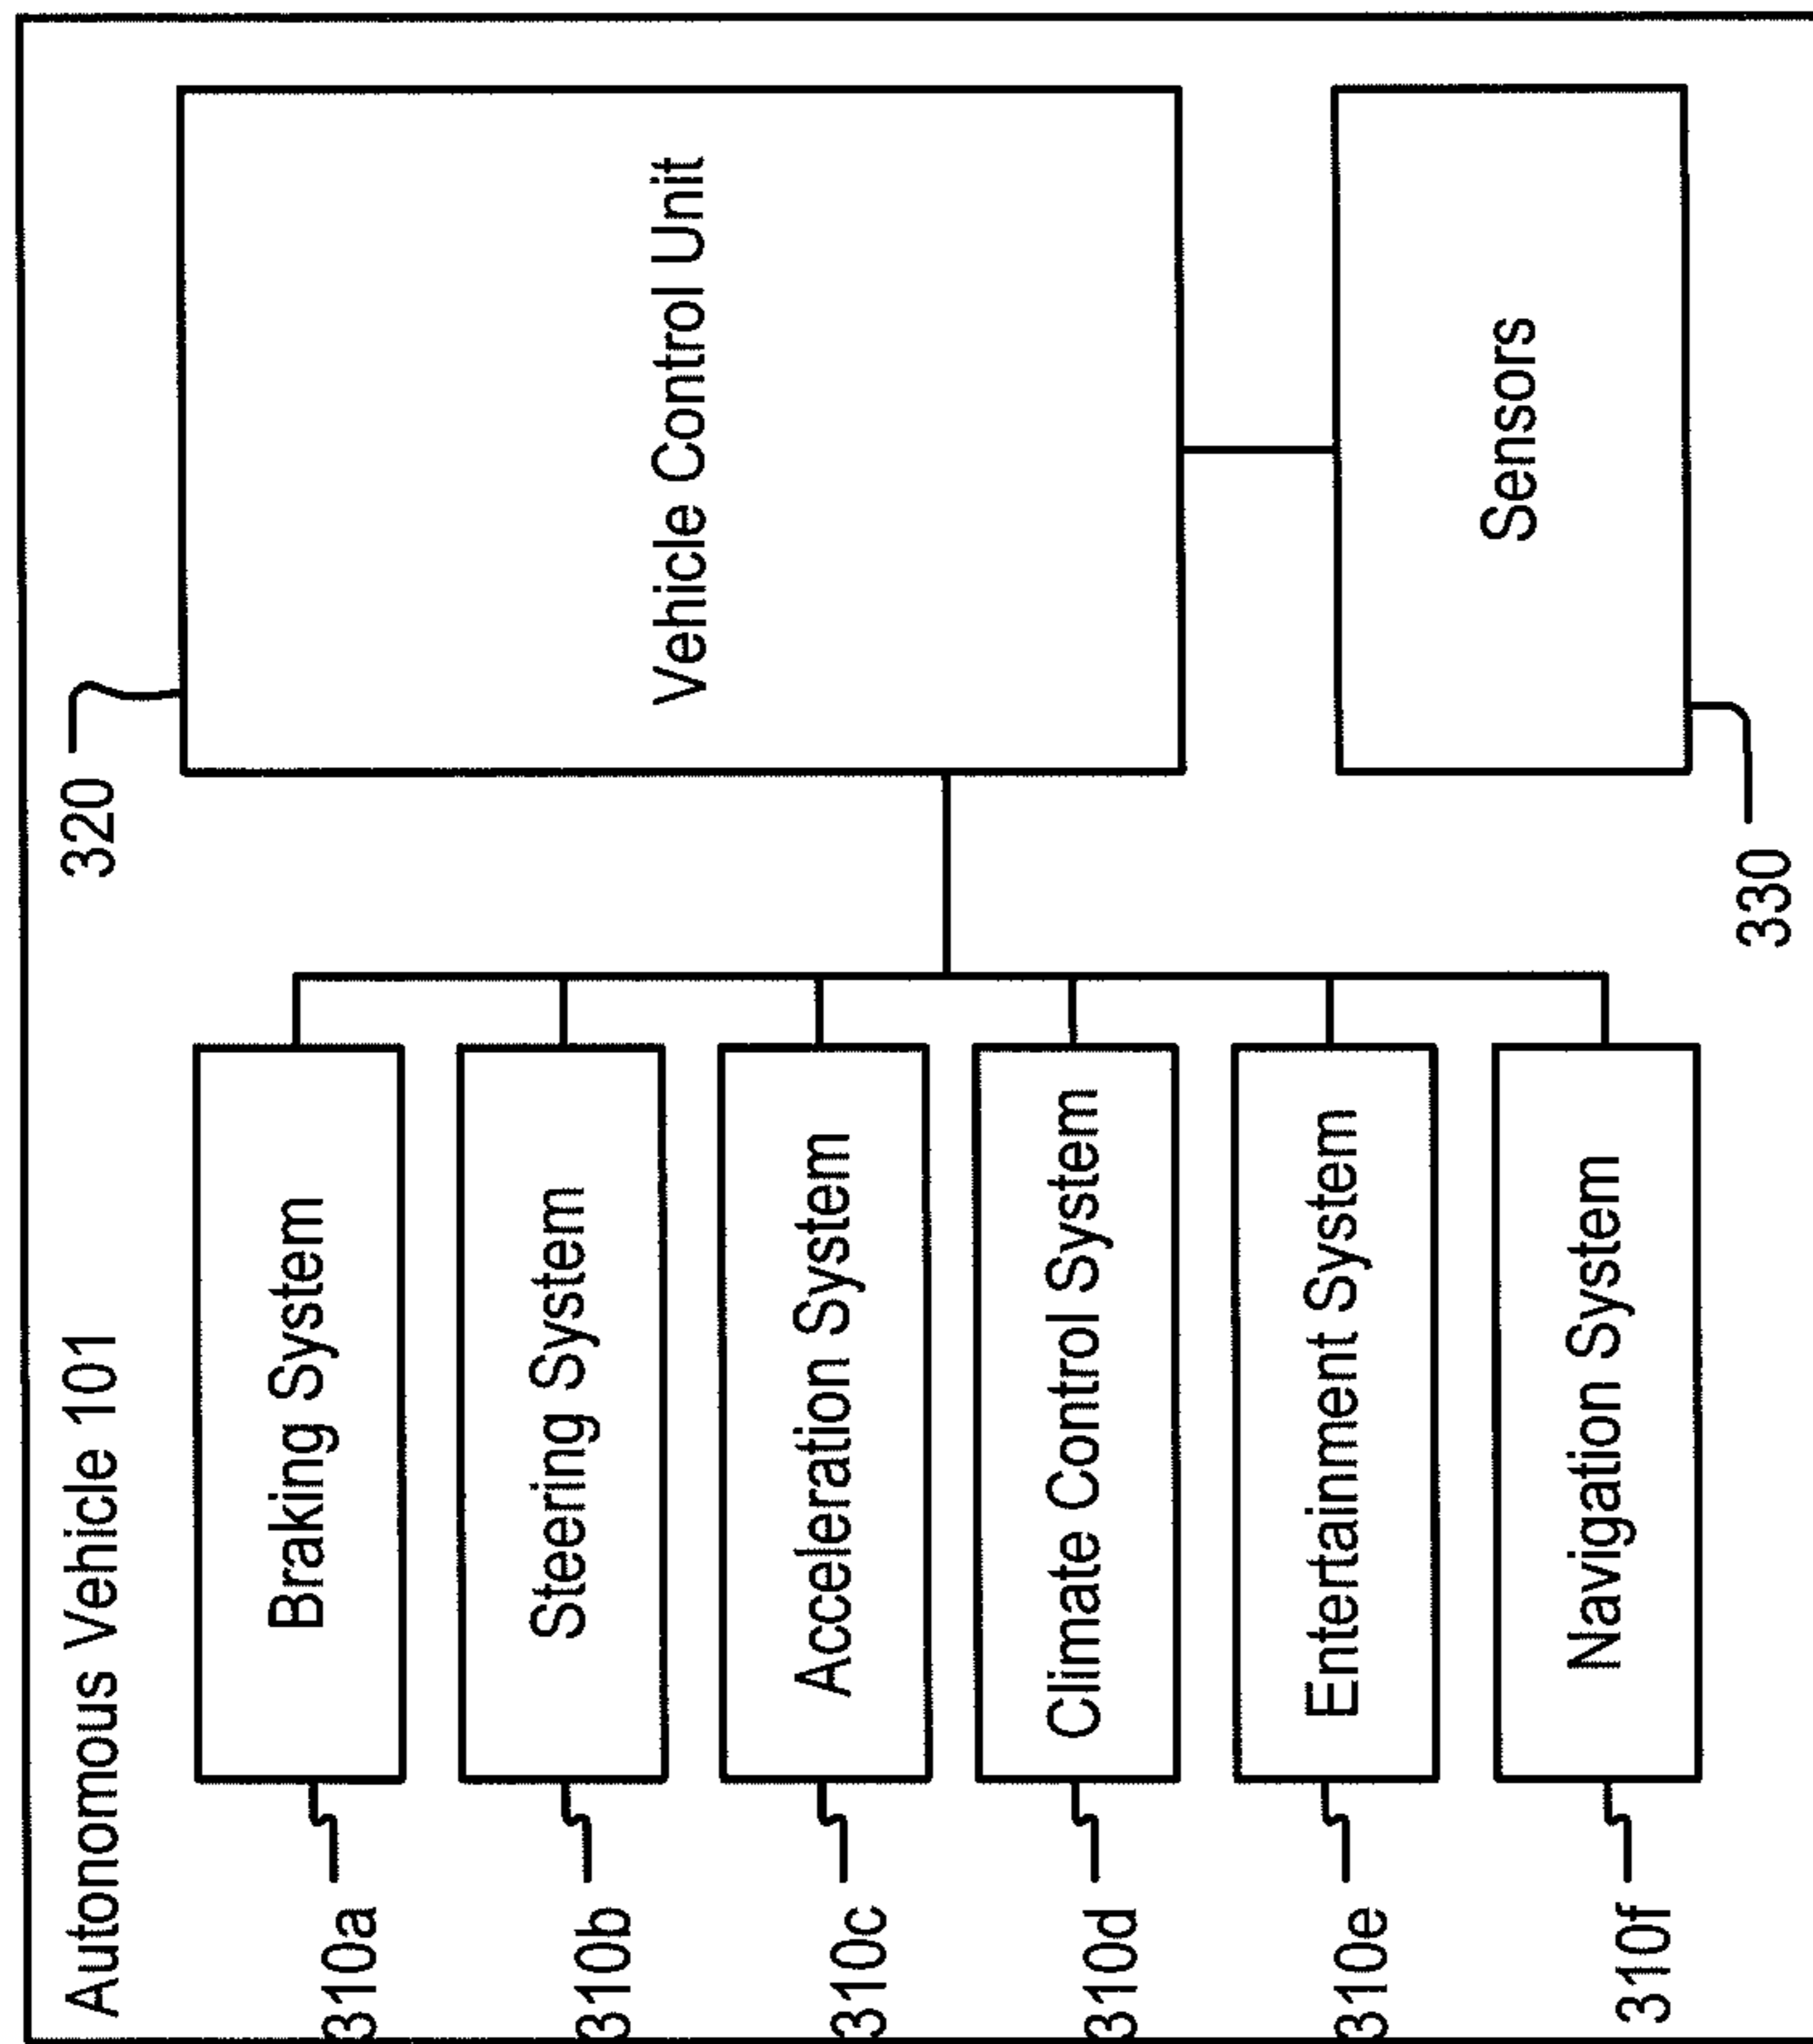 Autonomous Vehicle 101
320
310a
Braking System
310b
Steering System
310c
Acceleration System
310d
Climate Control System
310e
Entertainment System
310f
Navigation System
Vehicle Control Unit
Sensors
330